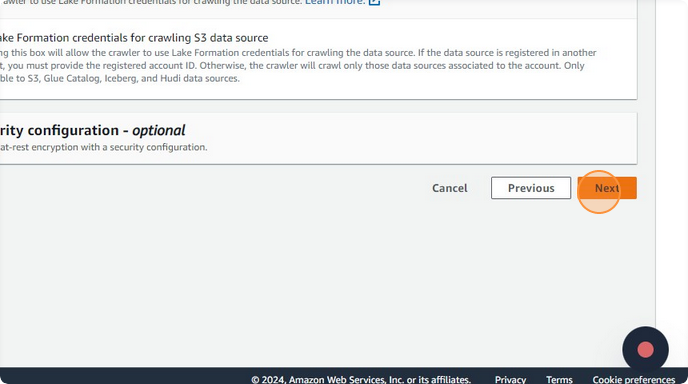 awler to use Lake Formation credentials for crawling the data source. Learn more.
ake Formation credentials for crawling S3 data source
ng this box will allow the crawler to use Lake Formation credentials for crawling the data source. If the data source is registered in another
t, you must provide the registered account ID. Otherwise, the crawler will crawl only those data sources associated to the account. Only
ble to S3, Glue Catalog, Iceberg, and Hudi data sources.
rity configuration - optional
at-rest encryption with a security configuration.
Cancel Previous Next
© 2024, Amazon Web Services, Inc. or its affiliates. Privacy Terms Cookie preferences